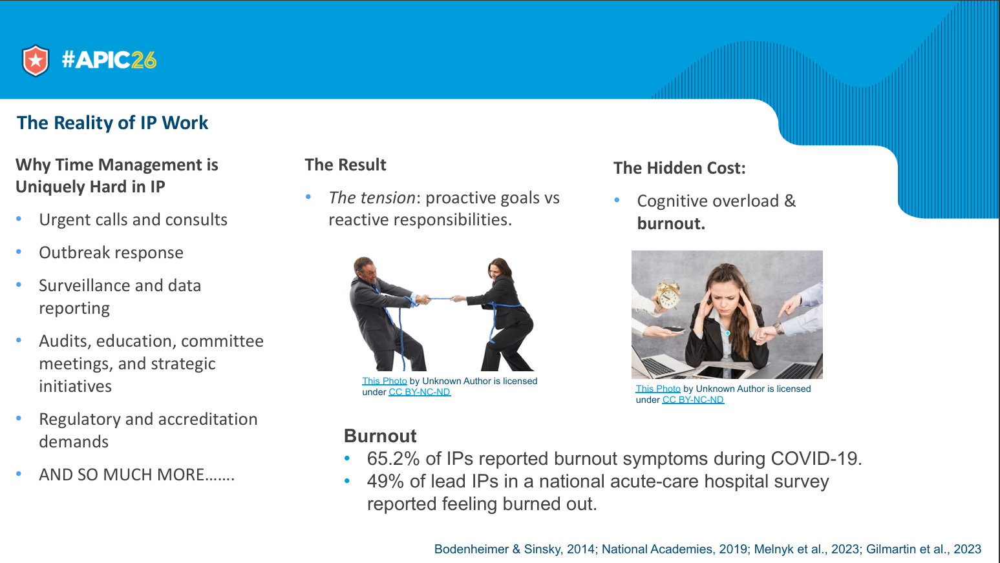 #APIC26
The Reality of IP Work
Why Time Management is
Uniquely Hard in IP
• Urgent calls and consults
• Outbreak response
• Surveillance and data
reporting
• Audits, education, committee
meetings, and strategic
initiatives
• Regulatory and accreditation
demands
• AND SO MUCH MORE…….
The Result
• The tension: proactive goals vs
reactive responsibilities.
This Photo by Unknown Author is licensed
under CC BY-NC-ND
The Hidden Cost:
• Cognitive overload &
burnout.
This Photo by Unknown Author is licensed
under CC BY-NC-ND
Burnout
• 65.2% of IPs reported burnout symptoms during COVID-19.
• 49% of lead IPs in a national acute-care hospital survey
reported feeling burned out.
Bodenheimer & Sinsky, 2014; National Academies, 2019; Melnyk et al., 2023; Gilmartin et al., 2023